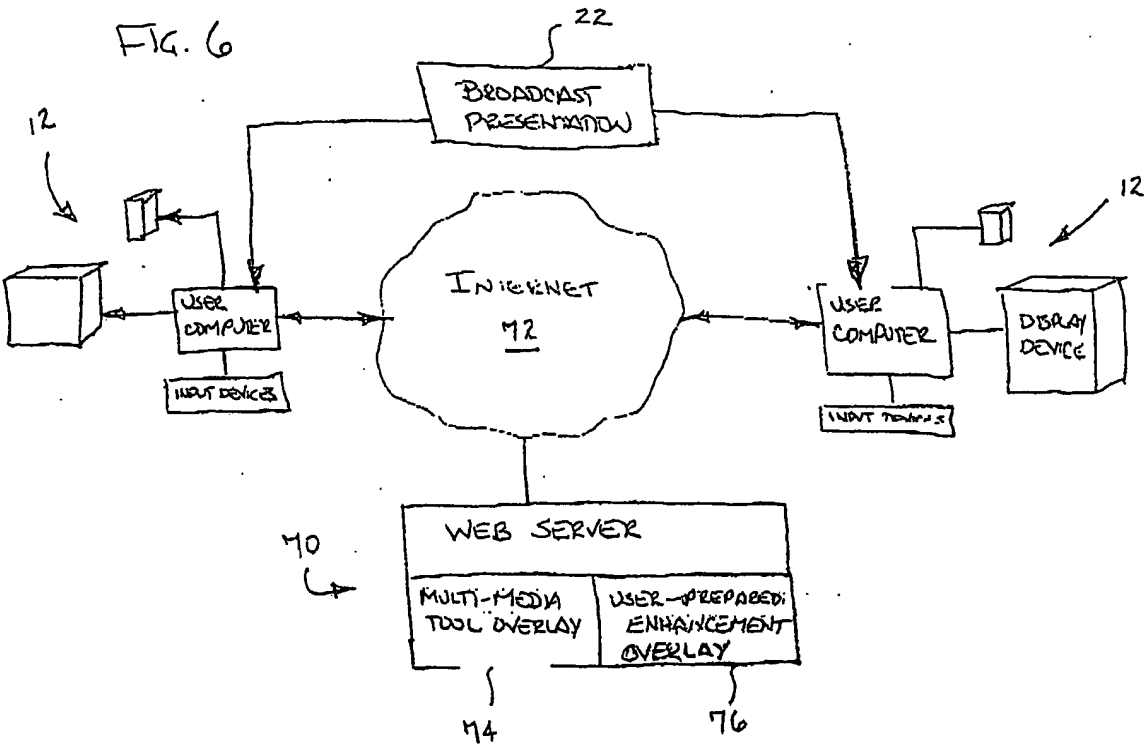 FIG. 6
22
BROADCAST
PRESENTATION
12
12
USER
COMPUTER
INPUT DEVICES
INTERNET
72
USER
COMPUTER
DISPLAY
DEVICE
INPUT DEVICES
WEB SERVER
70
MULTI-MEDIA
TOOL OVERLAY
USER-PREPARED
ENHANCEMENT
OVERLAY
74
76